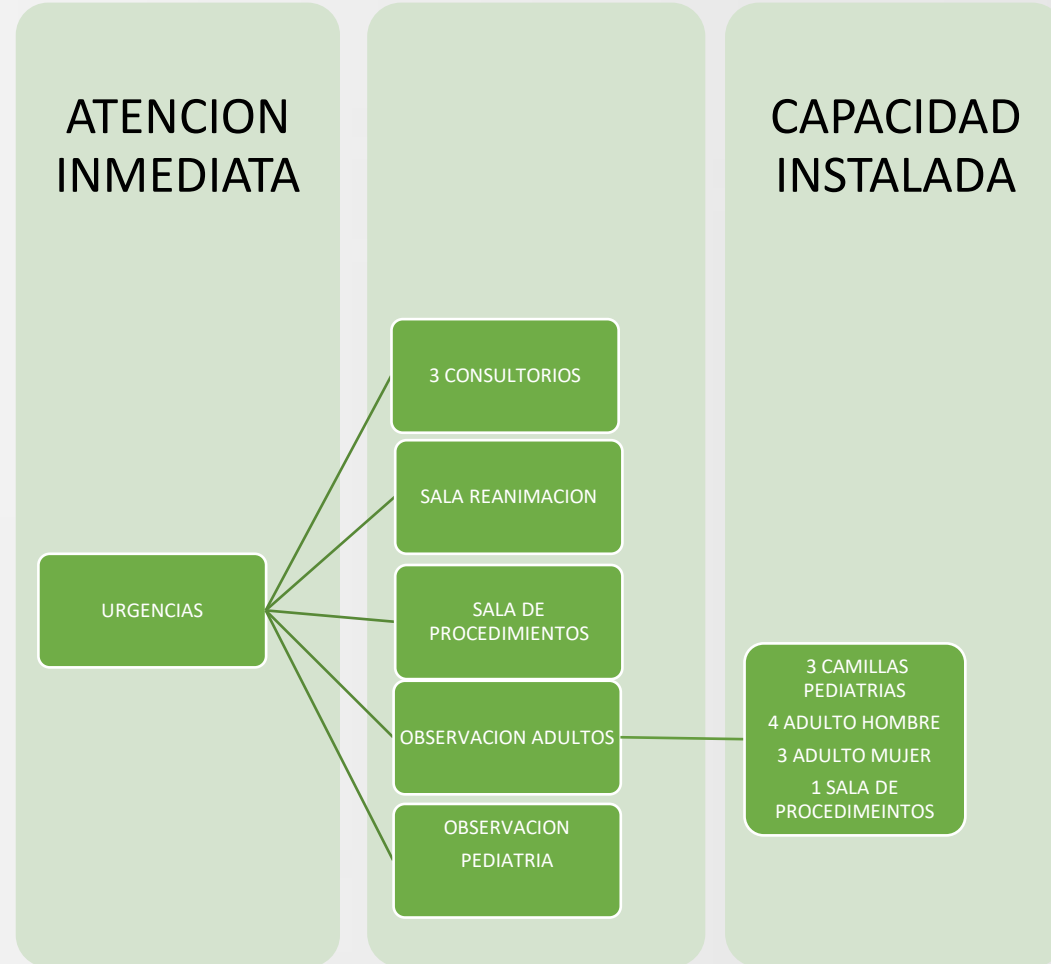 ATENCION
INMEDIATA
CAPACIDAD
INSTALADA
URGENCIAS
3 CONSULTORIOS
SALA REANIMACION
SALA DE
PROCEDIMIENTOS
OBSERVACION ADULTOS
OBSERVACION
PEDIATRIA
3 CAMILLAS
PEDIATRIAS
4 ADULTO HOMBRE
3 ADULTO MUJER
1 SALA DE
PROCEDIMEINTOS